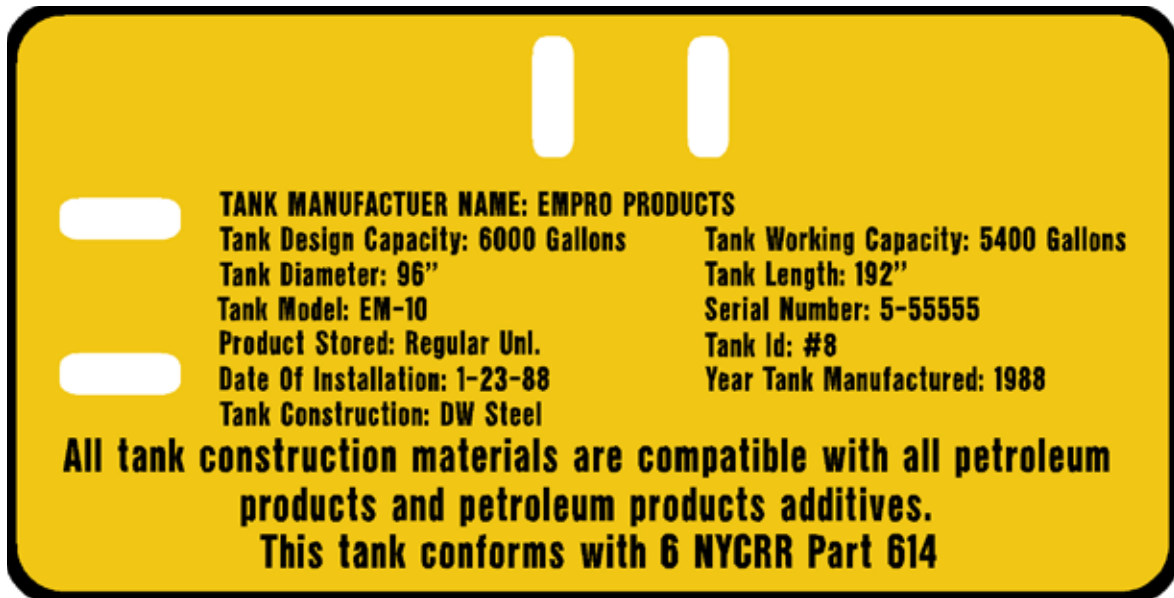 TANK MANUFACTUER NAME: EMPRO PRODUCTS
Tank Design Capacity: 6000 Gallons Tank Working Capacity: 5400 Gallons
Tank Diameter: 96” Tank Length: 192”
Tank Model: EM-10 Serial Number: 5-55555
Product Stored: Regular Unl. Tank Id: #8
Date Of Installation: 1-23-88 Year Tank Manufactured: 1988
Tank Construction: DW Steel
All tank construction materials are compatible with all petroleum
products and petroleum products additives.
This tank conforms with 6 NYCRR Part 614